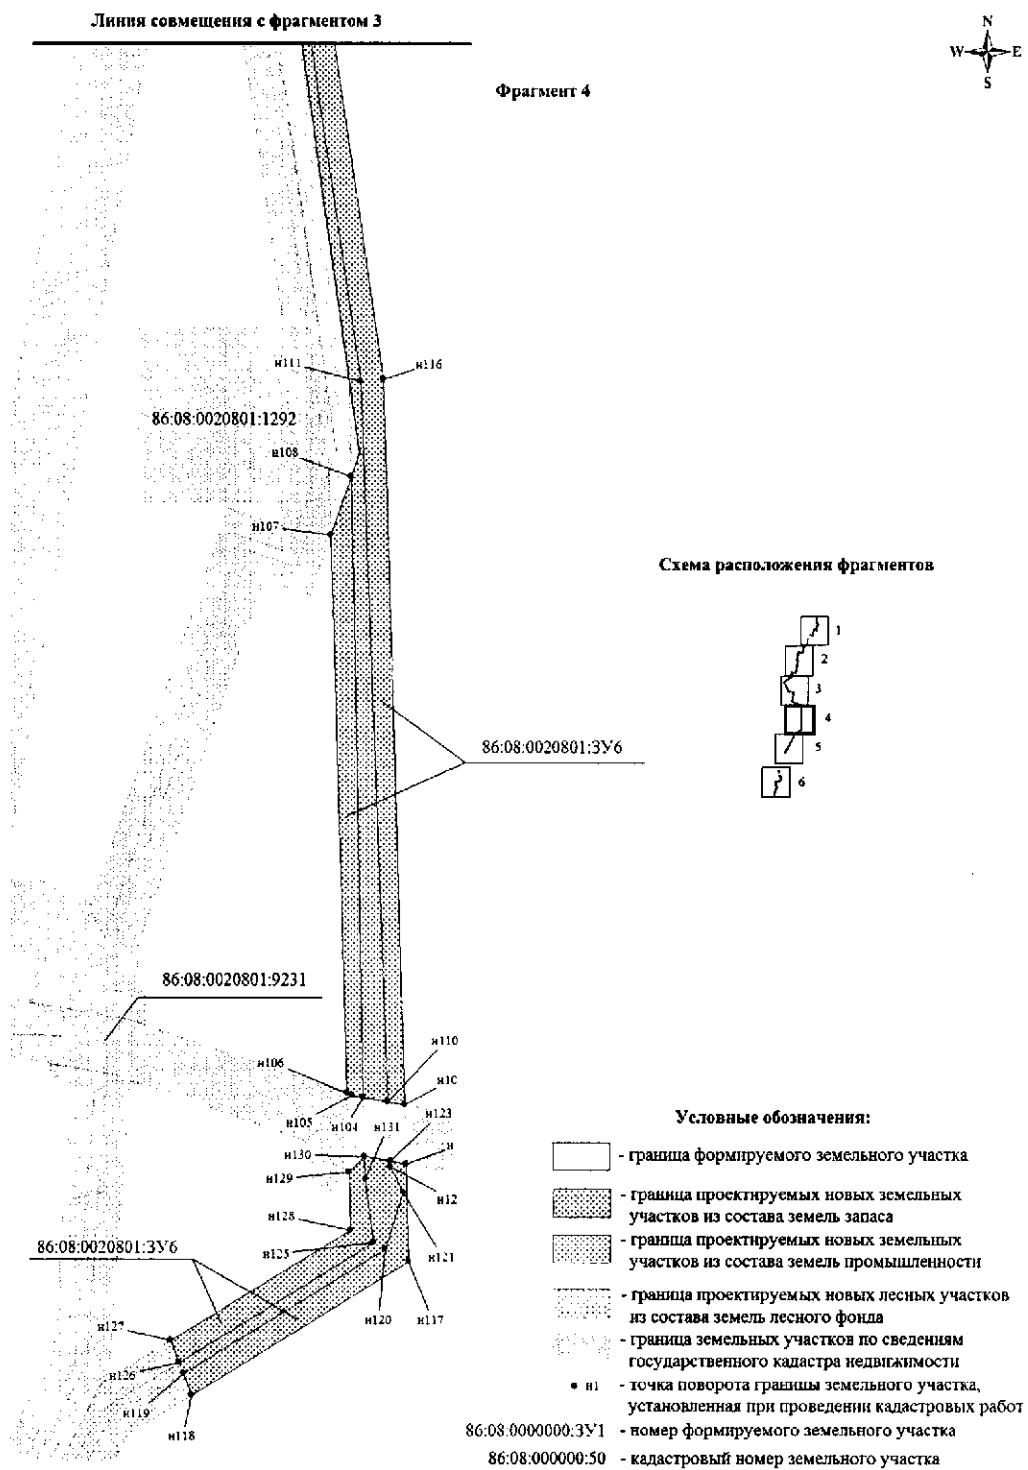 Линия совмещения с фрагментом 3
N
W E
S
Фрагмент 4
н111
н116
86:08:0020801:1292
н108
н107
Схема расположения фрагментов
1
2
3
4
5
6
86:08:0020801:ЗУ6
86:08:0020801:9231
н110
н106
н10
н105
н104
н131
н123
н130
н
н129
н12
н128
н125
н121
86:08:0020801:ЗУ6
н120
н117
н127
н126
н119
н118
Условные обозначения:
- граница формируемого земельного участка
- граница проектируемых новых земельных
участков из состава земель запаса
- граница проектируемых новых земельных
участков из состава земель промышленности
- граница проектируемых новых лесных участков
из состава земель лесного фонда
- граница земельных участков по сведениям
государственного кадастра недвижимости
н1 - точка поворота границы земельного участка,
установленная при проведении кадастровых работ
86:08:0000000:ЗУ1 - номер формируемого земельного участка
86:08:000000:50 - кадастровый номер земельного участка